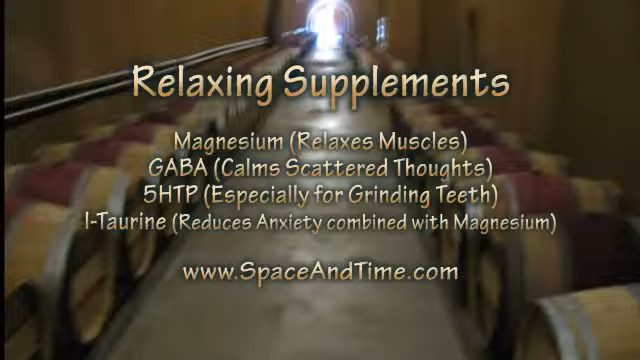 Relaxing Supplements
Magnesium (Relaxes Muscles)
GABA (Calms Scattered Thoughts)
5HTP (Especially for Grinding Teeth)
l-Taurine (Reduces Anxiety combined with Magnesium)
www.SpaceAndTime.com